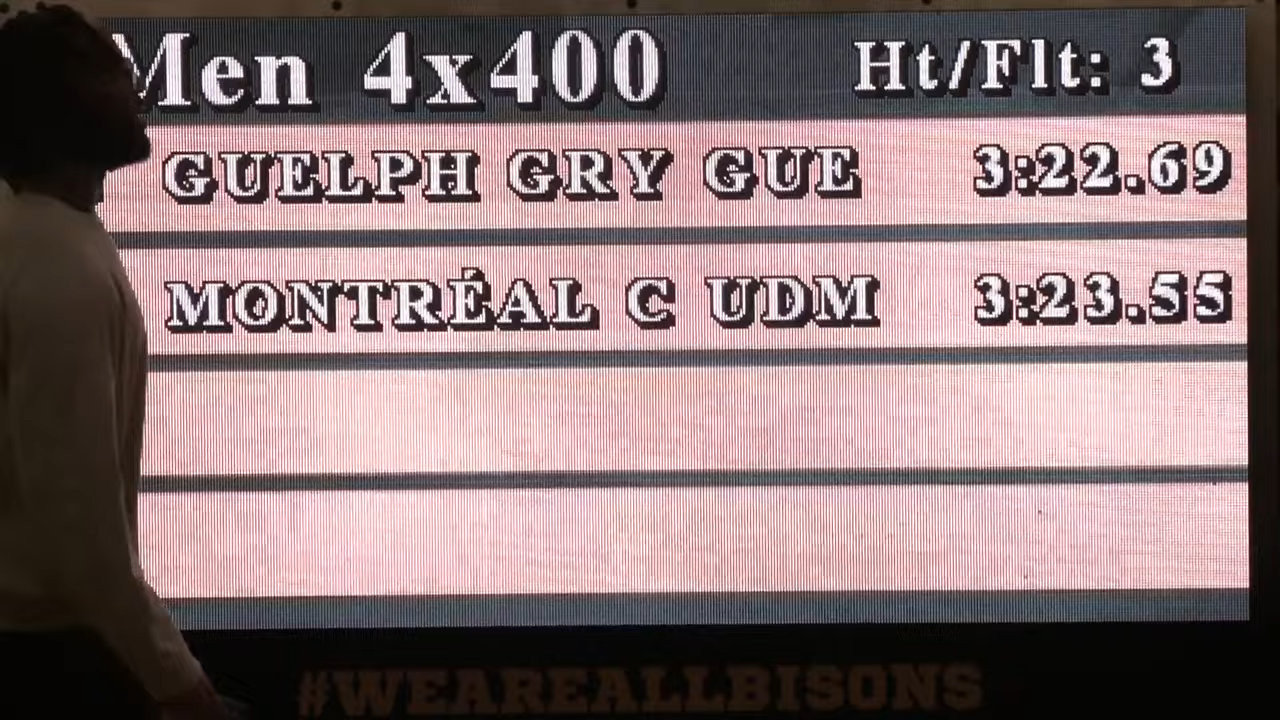 Men 4x400 Ht/Flt: 3
GUELPH GRY GUE 3:22.69
MONTRÉAL C UDM 3:23.55
#WEAREALLBISONS